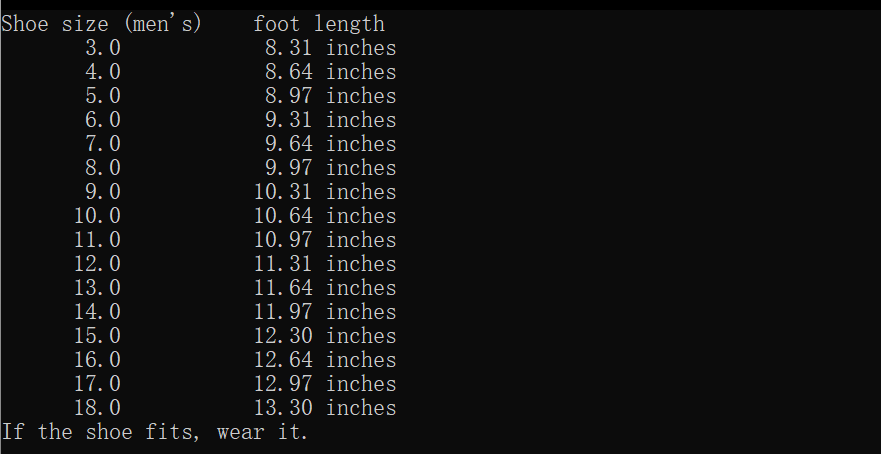 Shoe size (men's)    foot length
       3.0            8.31 inches
       4.0            8.64 inches
       5.0            8.97 inches
       6.0            9.31 inches
       7.0            9.64 inches
       8.0            9.97 inches
       9.0           10.31 inches
      10.0           10.64 inches
      11.0           10.97 inches
      12.0           11.31 inches
      13.0           11.64 inches
      14.0           11.97 inches
      15.0           12.30 inches
      16.0           12.64 inches
      17.0           12.97 inches
      18.0           13.30 inches
If the shoe fits, wear it.